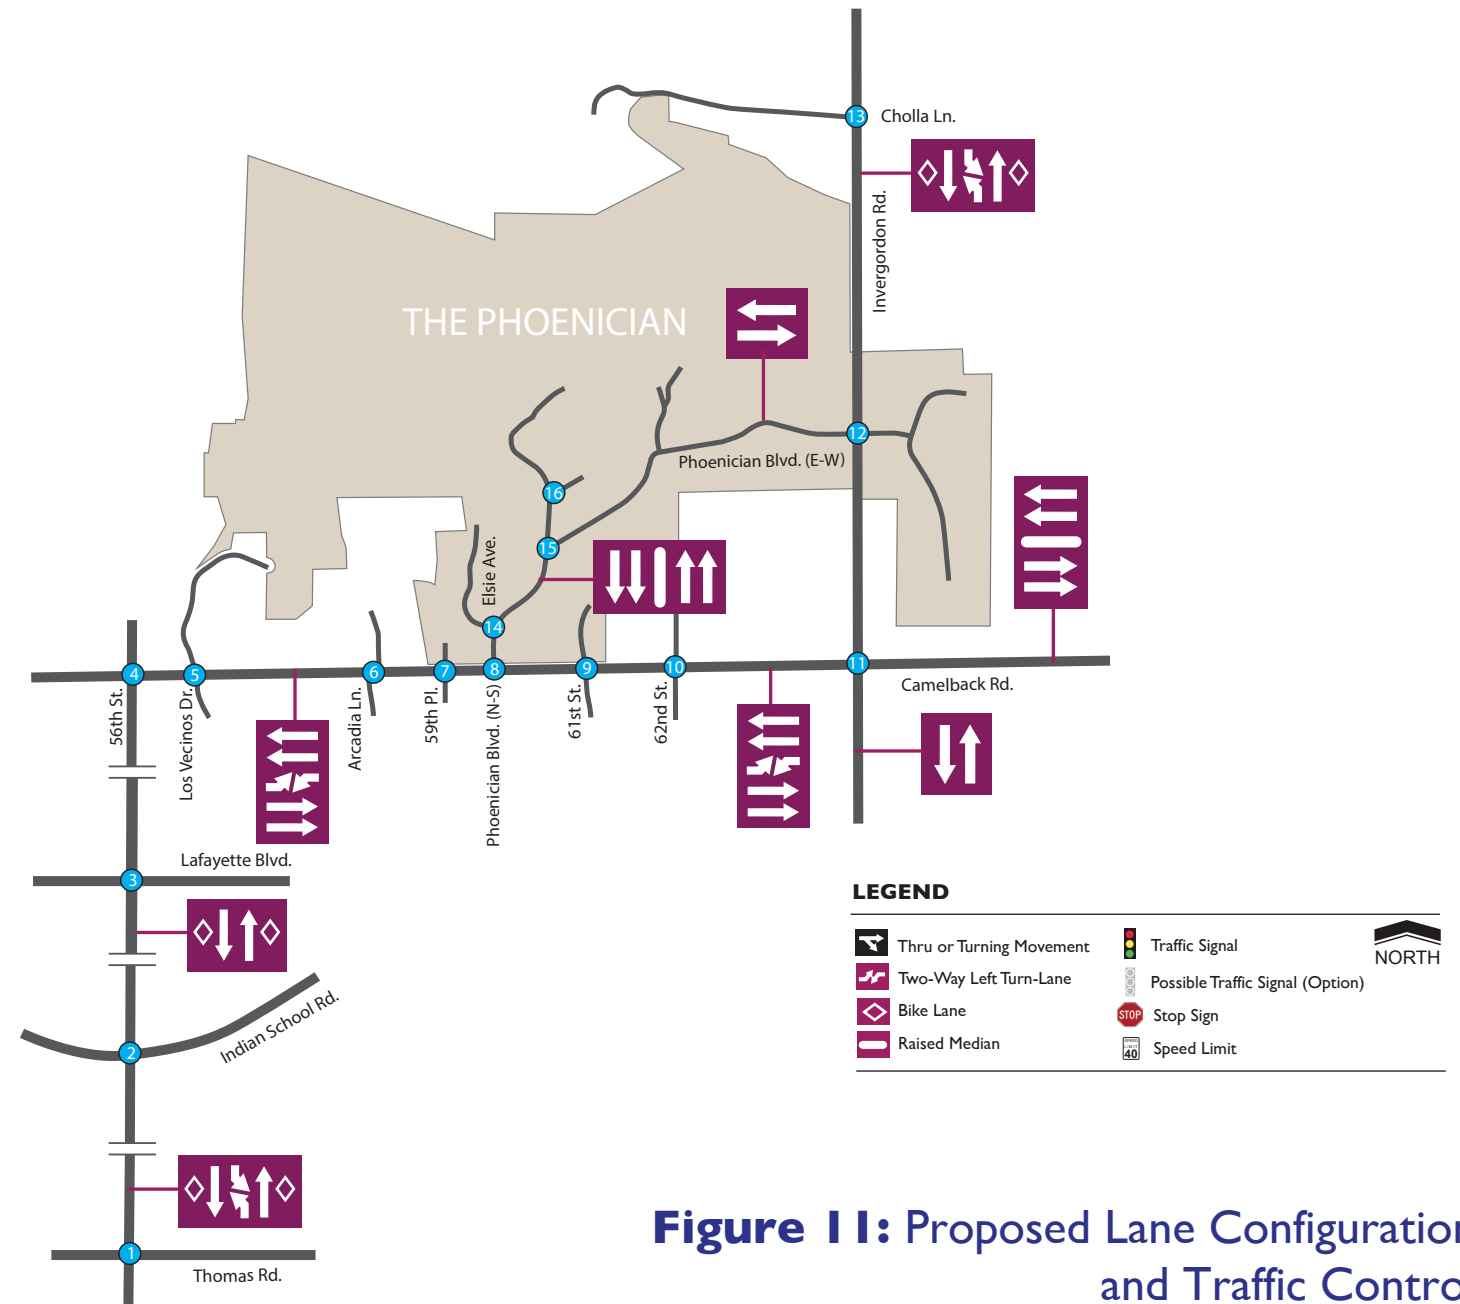 13
Cholla Ln.
Invergordon Rd.
THE PHOENICIAN
12
Phoenician Blvd. (E-W)
16
15
Elsie Ave.
14
4
5
6
7
8
9
10
11
56th St.
Los Vecinos Dr.
Arcadia Ln.
59th Pl.
Phoenician Blvd. (N-S)
61st St.
62nd St.
Camelback Rd.
Lafayette Blvd.
3
2
Indian School Rd.
1
Thomas Rd.
LEGEND
Thru or Turning Movement
Two-Way Left Turn-Lane
Bike Lane
Raised Median
Traffic Signal
Possible Traffic Signal (Option)
STOP
Stop Sign
SPEED
LIMIT
40
Speed Limit
NORTH
Figure 11: Proposed Lane Configuration
and Traffic Contro